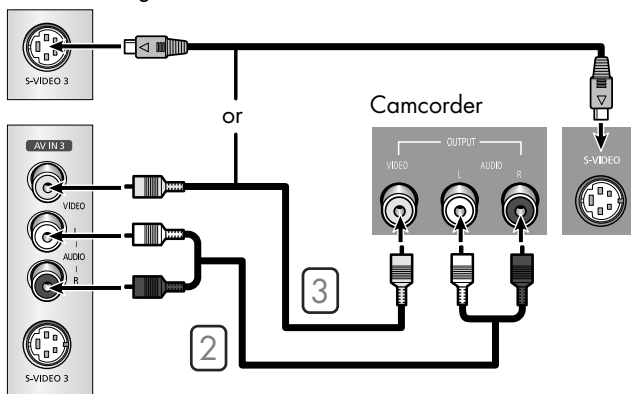 S-VIDEO 3
or
Camcorder
AV IN 3
VIDEO
L
AUDIO
R
S-VIDEO 3
OUTPUT
VIDEO
L
AUDIO
R
S-VIDEO
3
2